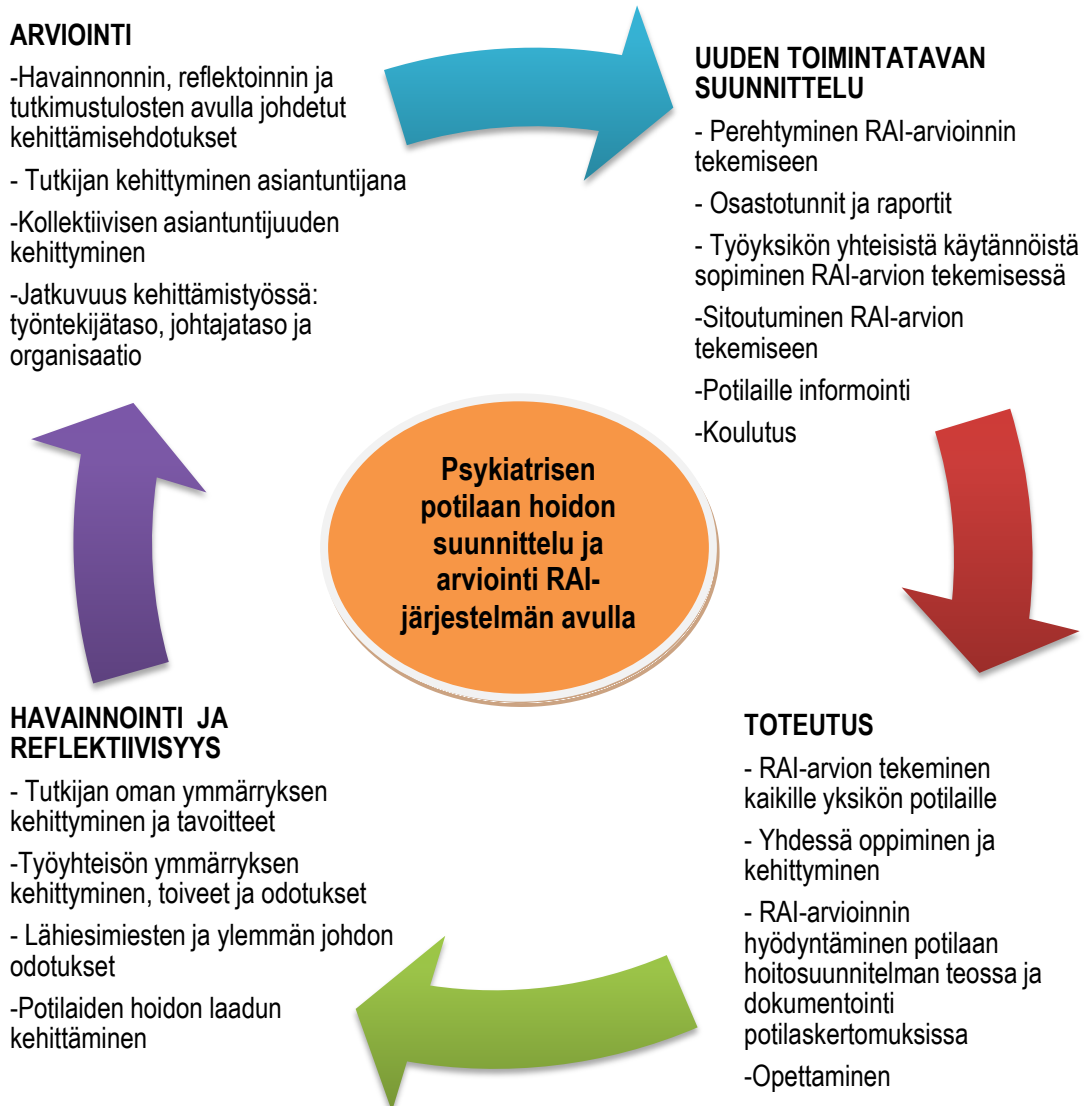 ARVIOINTI
-Havainnonnin, reflektoinnin ja
tutkimustulosten avulla johdetut
kehittämisehdotukset
- Tutkijan kehittyminen asiantuntijana
-Kollektiivisen asiantuntijuuden
kehittyminen
-Jatkuvuus kehittämistyössä:
työntekijätaso, johtajataso ja
organisaatio
UUDEN TOIMINTATAVAN
SUUNNITTELU
- Perehtyminen RAI-arvioinnin
tekemiseen
- Osastotunnit ja raportit
- Työyksikön yhteisistä käytännöistä
sopiminen RAI-arvion tekemisessä
-Sitoutuminen RAI-arvion
tekemiseen
-Potilaille informointi
-Koulutus
Psykiatrisen
potilaan hoidon
suunnittelu ja
arviointi RAI-
järjestelmän avulla
HAVAINNOINTI JA
REFLEKTIIVISYYS
- Tutkijan oman ymmärryksen
kehittyminen ja tavoitteet
-Työyhteisön ymmärryksen
kehittyminen, toiveet ja odotukset
- Lähiesimiesten ja ylemmän johdon
odotukset
-Potilaiden hoidon laadun
kehittäminen
TOTEUTUS
- RAI-arvion tekeminen
kaikille yksikön potilaille
- Yhdessä oppiminen ja
kehittyminen
- RAI-arvioinnin
hyödyntäminen potilaan
hoitosuunnitelman teossa ja
dokumentointi
potilaskertomuksissa
-Opettaminen